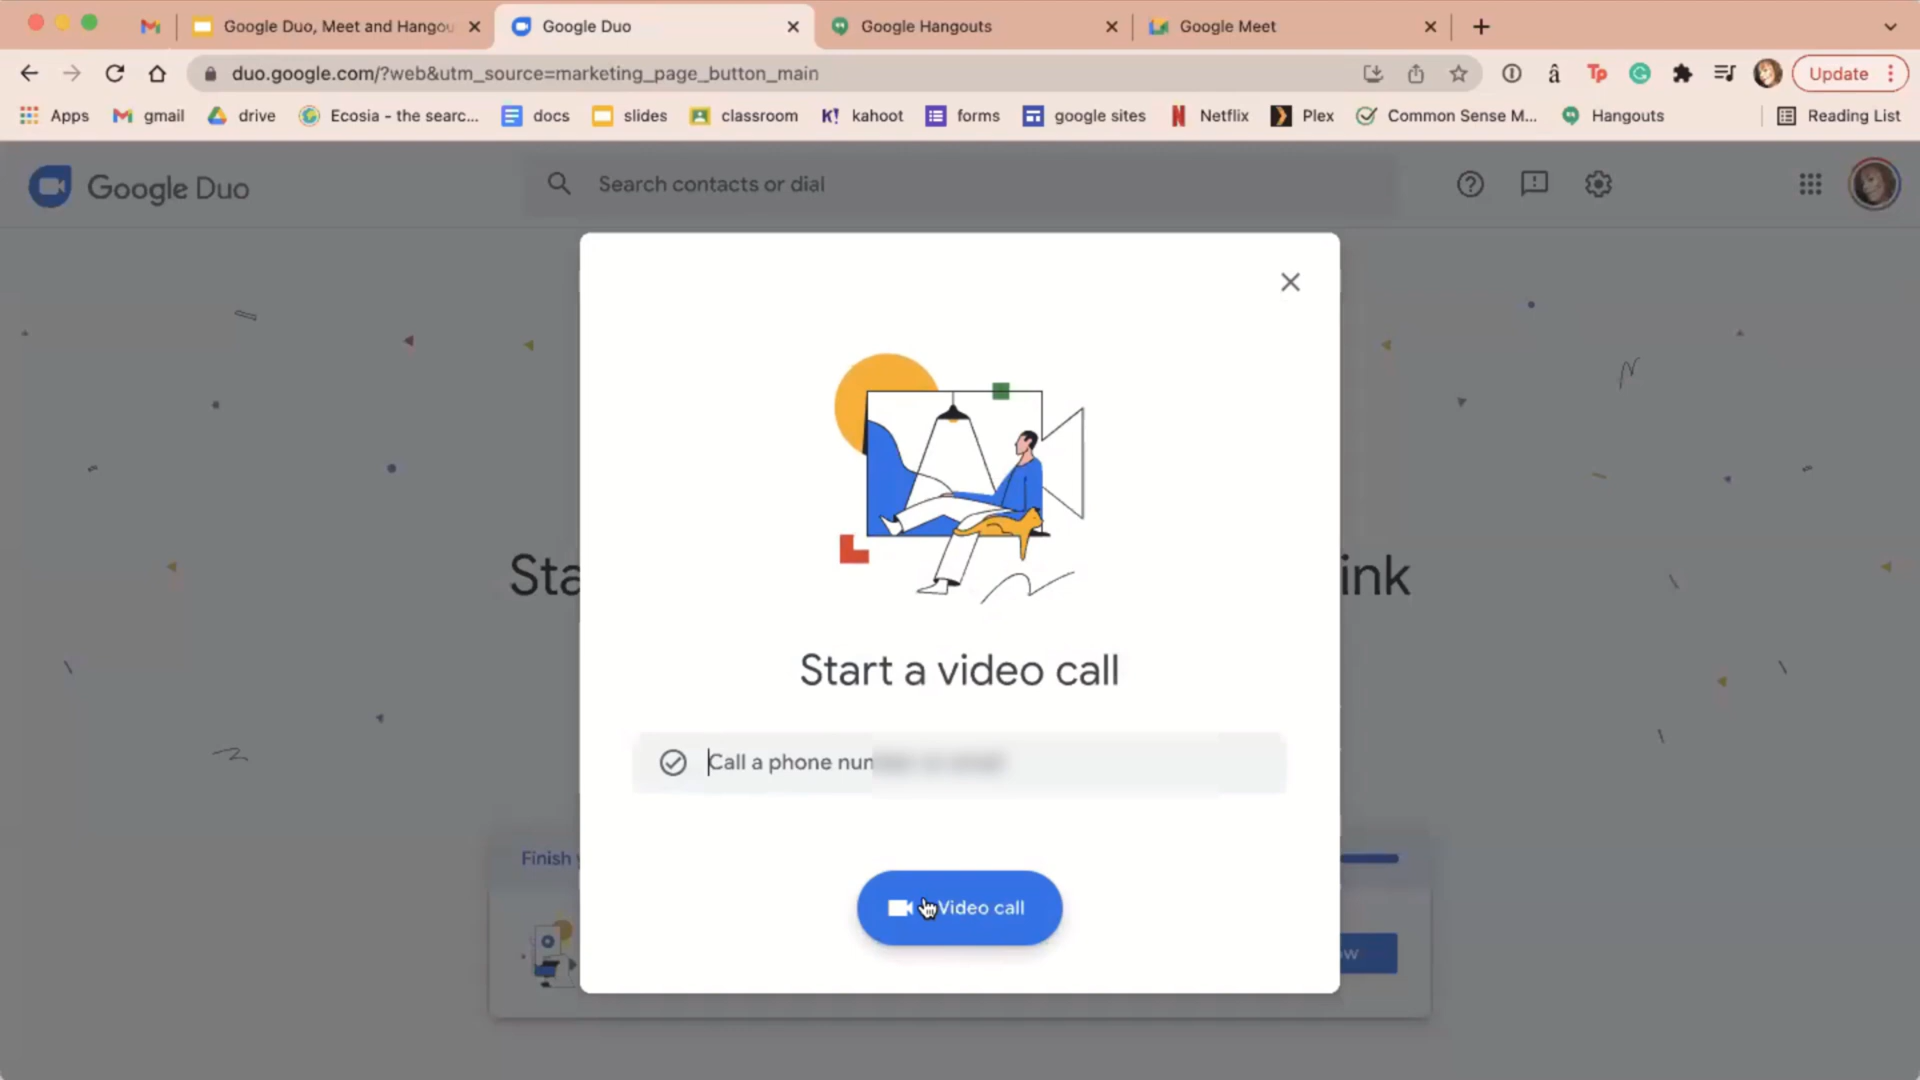 Google Duo, Meet and Hangou
Google Duo
Google Hangouts
Google Meet
duo.google.com/?web&utm_source=marketing_page_button_main
â
Tp
Update
Apps
gmail
drive
Ecosia - the searc...
docs
slides
classroom
K! kahoot
forms
google sites
Netflix
Plex
Common Sense M...
Hangouts
Reading List
Google Duo
Search contacts or dial
Sta
ink
Start a video call
Call a phone num
Finish
Video call